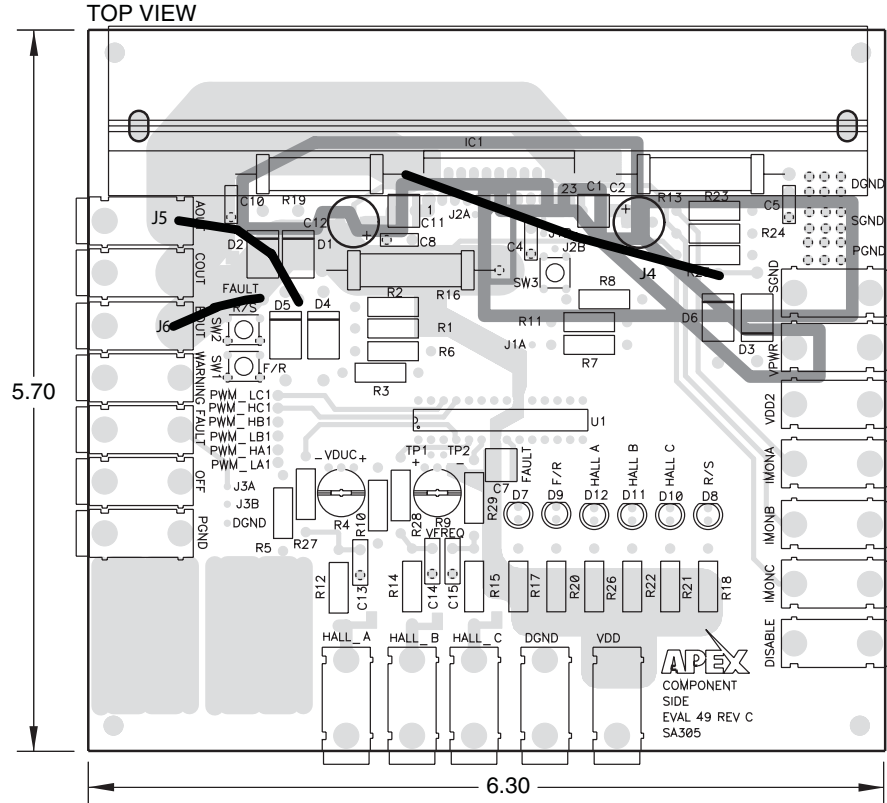 TOP VIEW
5.70
6.30
IC1
R19
C10
C12
1
J2A
C11
C8
23
C1
C2
R13
R23
C5
R24
DGND
SGND
PGND
J5
AOUT
COUT
D2
D1
C4
J2B
SW3
J4
R16
R8
SGND
FAULT
R/S
J6
SW2
D5
D4
R2
R1
R6
R3
R11
R7
J1A
D6
D3
VPWR
SW1
F/R
WARNING
FAULT
OFF
PGND
PWM_LC1
PWM_HC1
PWM_HB1
PWM_LB1
PWM_HA1
PWM_LA1
J3A
J3B
DGND
U1
VDD2
IMONA
IMONB
IMONC
DISABLE
- VDUC +
TP1
TP2
+
-
C7
FAULT
F/R
HALL A
HALL B
HALL C
R/S
D7
D9
D12
D11
D10
D8
R5
R27
R4
R10
R28
R9
VFREQ
R29
R12
C13
R14
C14
C15
R15
R17
R20
R26
R22
R21
R18
HALL_A
HALL_B
HALL_C
DGND
VDD
APEX
COMPONENT
SIDE
EVAL 49 REV C
SA305